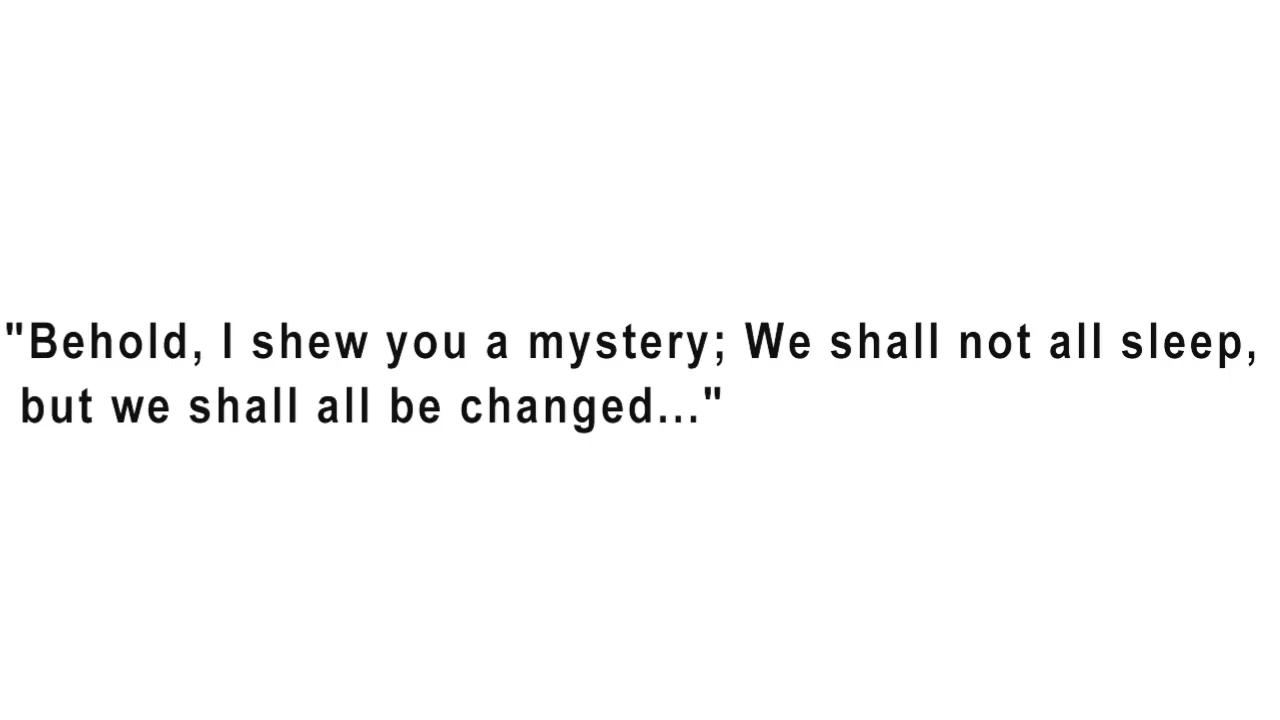 "Behold, I shew you a mystery; We shall not all sleep,
but we shall all be changed..."